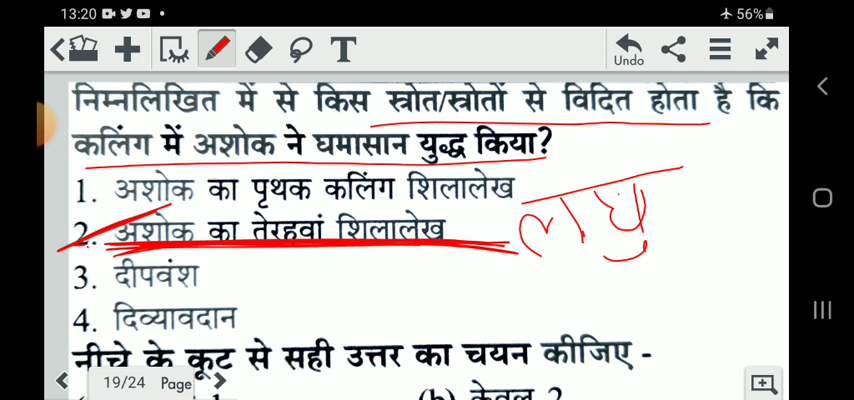 13:20
56%
T
Undo
निम्नलिखित में से किस स्त्रोत/स्त्रोतों से विदित होता है कि
कलिंग में अशोक ने घमासान युद्ध किया?
1. अशोक का पृथक कलिंग शिलालेख
2. अशोक का तेरहवां शिलालेख
लघु
3. दीपवंश
4. दिव्यावदान
नीचे के कूट से सही उत्तर का चयन कीजिए -
(b) केवल 2
19/24 Page